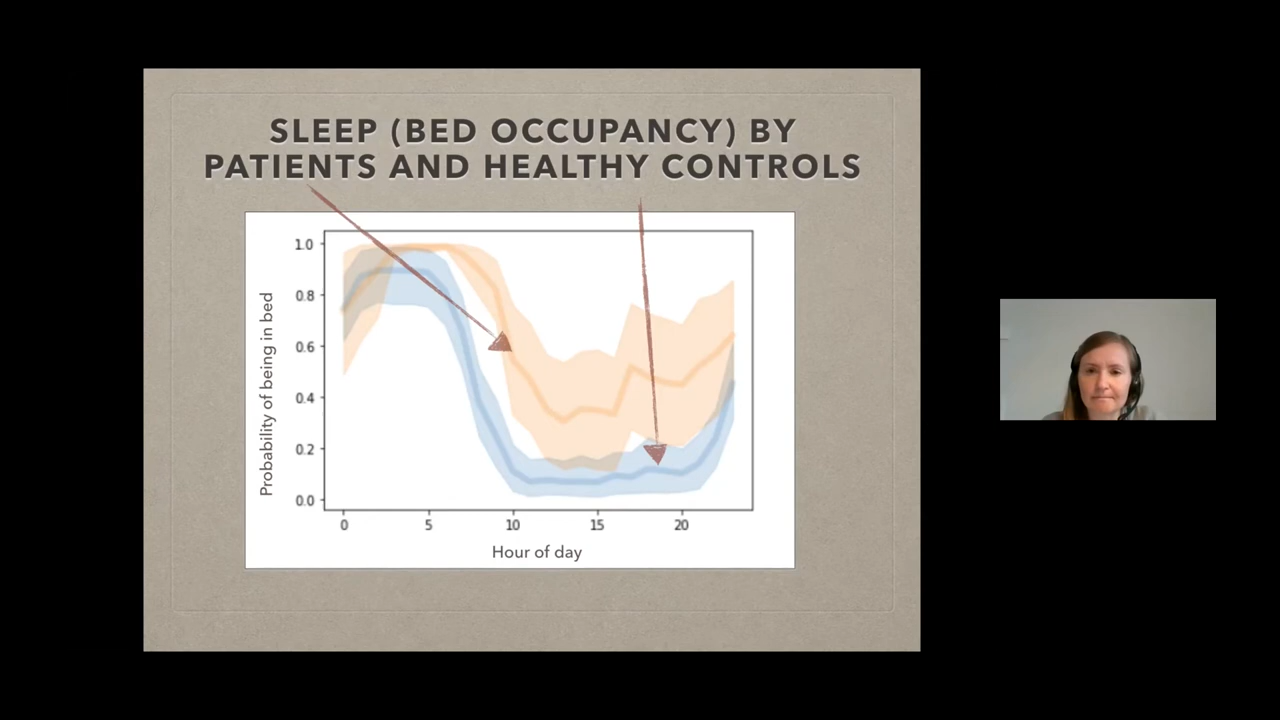 SLEEP (BED OCCUPANCY) BY
PATIENTS AND HEALTHY CONTROLS
1.0
0.8
0.6
0.4
0.2
0.0
Probability of being in bed
0 5 10 15 20
Hour of day